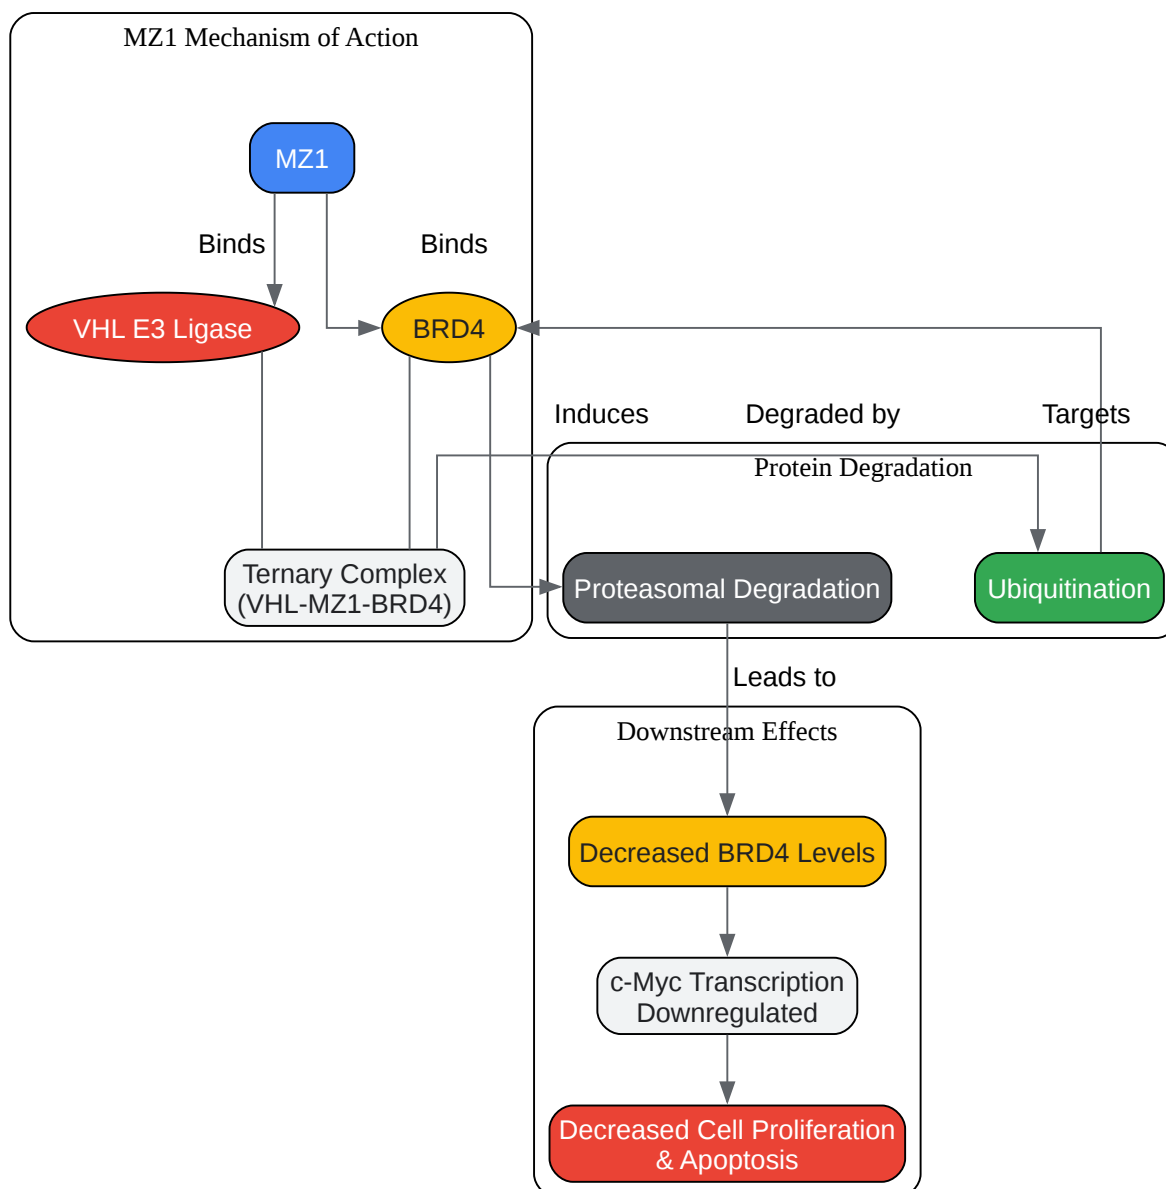 MZ1 Mechanism of Action
MZ1
Binds
Binds
VHL E3 Ligase
BRD4
Induces
Degraded by
Targets
Protein Degradation
Ternary Complex
(VHL-MZ1-BRD4)
Proteasomal Degradation
Ubiquitination
Leads to
Downstream Effects
Decreased BRD4 Levels
c-Myc Transcription
Downregulated
Decreased Cell Proliferation
& Apoptosis